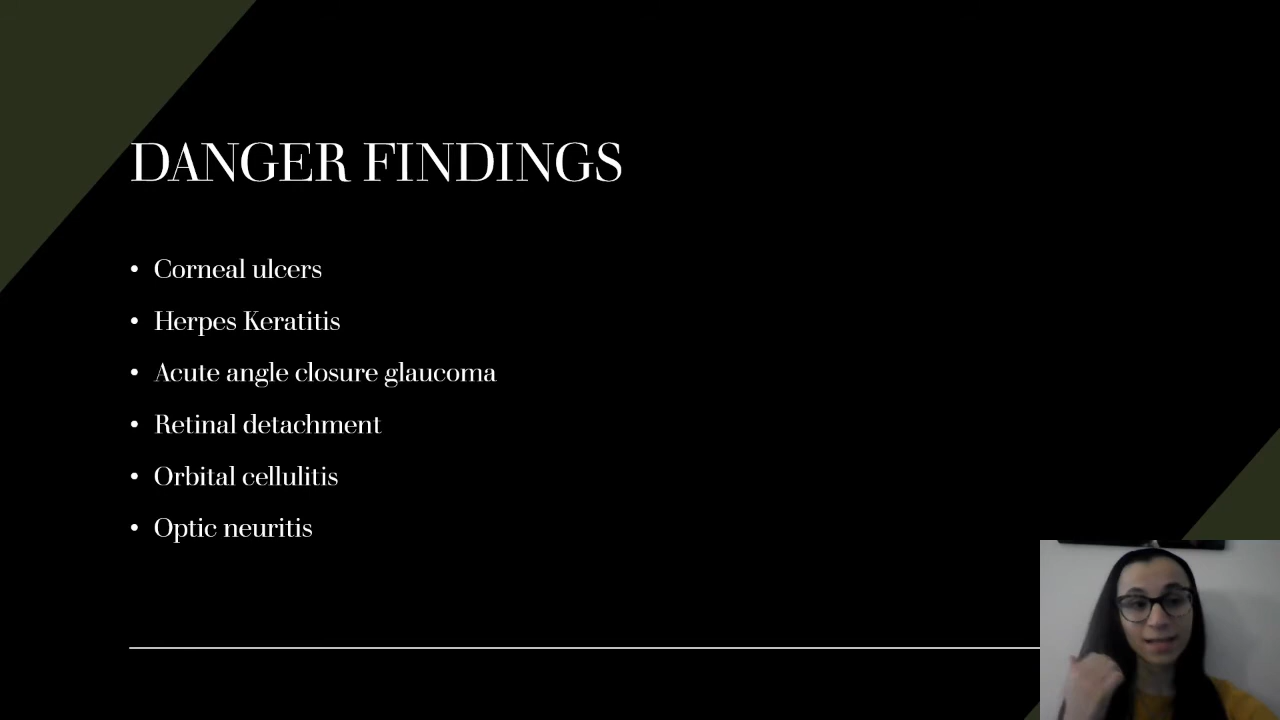 DANGER FINDINGS
• Corneal ulcers
• Herpes Keratitis
• Acute angle closure glaucoma
• Retinal detachment
• Orbital cellulitis
• Optic neuritis